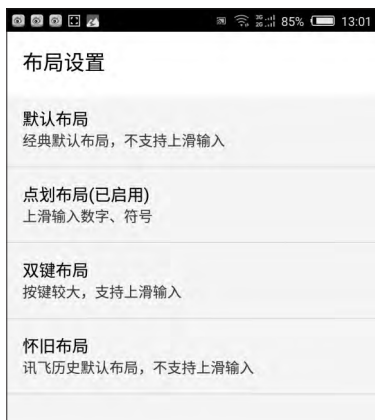 85% 13:01
布局设置
默认布局
经典默认布局，不支持上滑输入
点划布局(已启用)
上滑输入数字、符号
双键布局
按键较大，支持上滑输入
怀旧布局
讯飞历史默认布局，不支持上滑输入